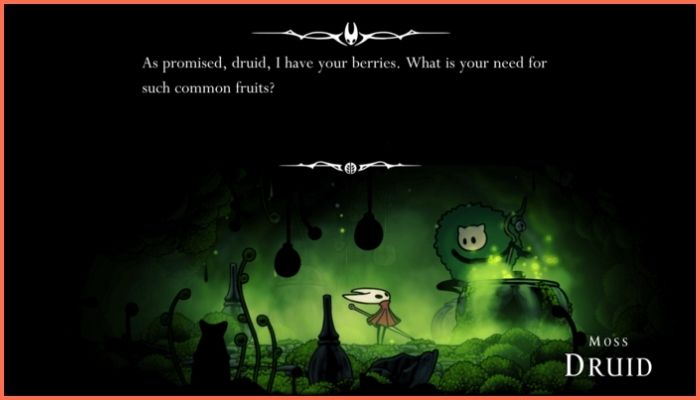 As promised, druid, I have your berries. What is your need for
such common fruits?
Moss
Druid